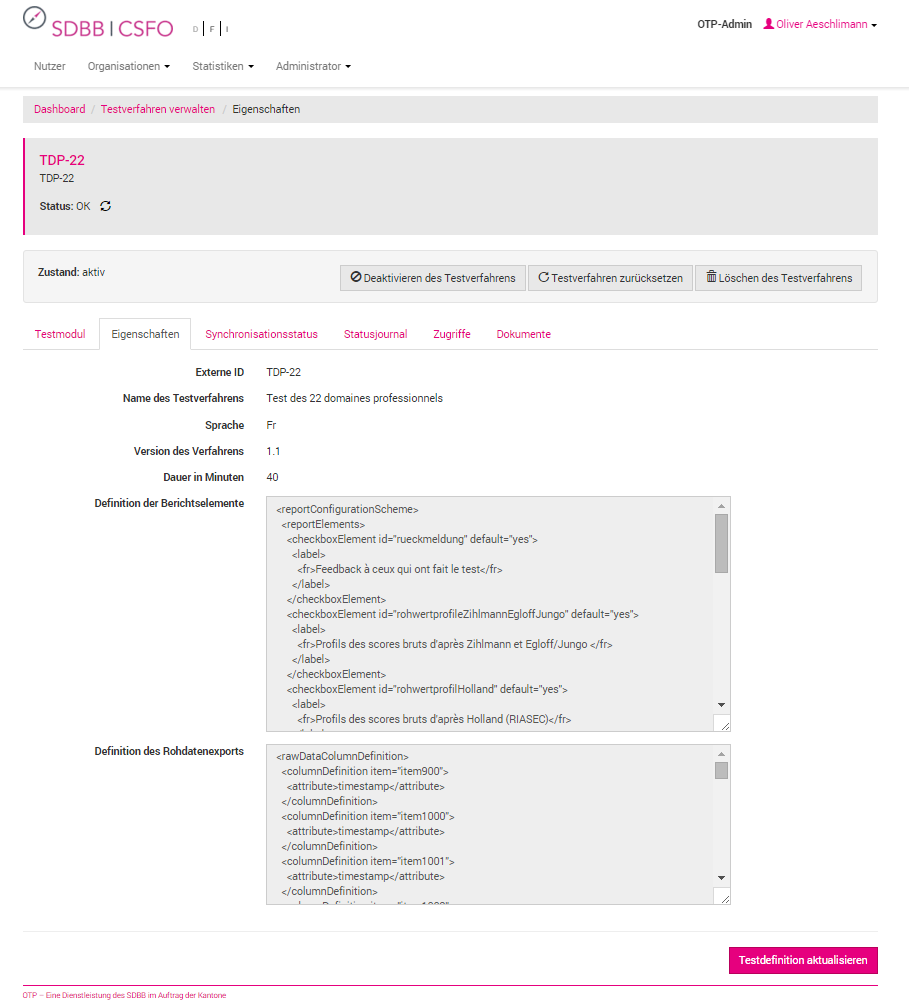 SDBB | CSFO D | F | I
OTP-Admin Oliver Aeschlimann
Nutzer Organisationen Statistiken Administrator
Dashboard / Testverfahren verwalten / Eigenschaften
TDP-22
TDP-22
Status: OK
Zustand: aktiv
Deaktivieren des Testverfahrens Testverfahren zurücksetzen Löschen des Testverfahrens
Testmodul Eigenschaften Synchronisationsstatus Statusjournal Zugriffe Dokumente
Externe ID TDP-22
Name des Testverfahrens Test des 22 domaines professionnels
Sprache Fr
Version des Verfahrens 1.1
Dauer in Minuten 40
Definition der Berichtselemente
<reportConfigurationScheme>
<reportElements>
<checkboxElement id="rueckmeldung" default="yes">
<label>
<fr>Feedback à ceux qui ont fait le test</fr>
</label>
</checkboxElement>
<checkboxElement id="rohwertprofileZihlmannEgloffJungo" default="yes">
<label>
<fr>Profils des scores bruts d'après Zihlmann et Egloff/Jungo </fr>
</label>
</checkboxElement>
<checkboxElement id="rohwertprofilHolland" default="yes">
<label>
<fr>Profils des scores bruts d'après Holland (RIASEC)</fr>
Definition des Rohdatenexports
<rawDataColumnDefinition>
<columnDefinition item="item900">
<attribute>timestamp</attribute>
</columnDefinition>
<columnDefinition item="item1000">
<attribute>timestamp</attribute>
</columnDefinition>
<columnDefinition item="item1001">
<attribute>timestamp</attribute>
</columnDefinition>
Testdefinition aktualisieren
OTP – Eine Dienstleistung des SDBB im Auftrag der Kantone